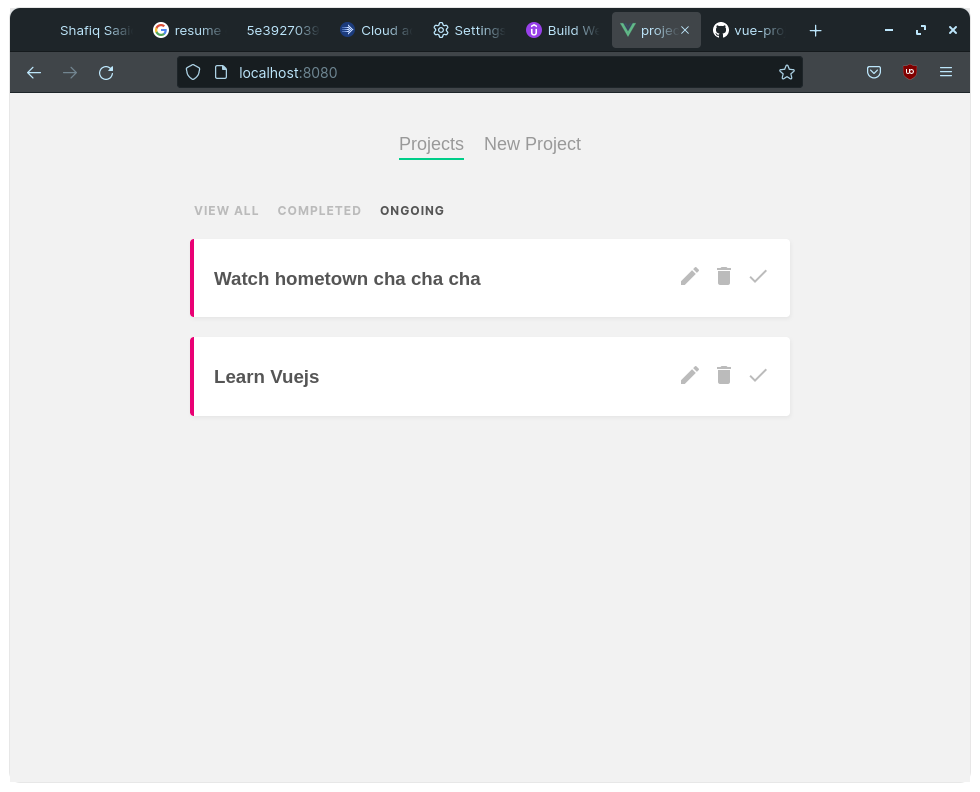 Shafiq Saal resume 5e3927039 Cloud a Settings Build W projec vue-pro
localhost:8080
Projects New Project
VIEW ALL COMPLETED ONGOING
Watch hometown cha cha cha
Learn Vuejs